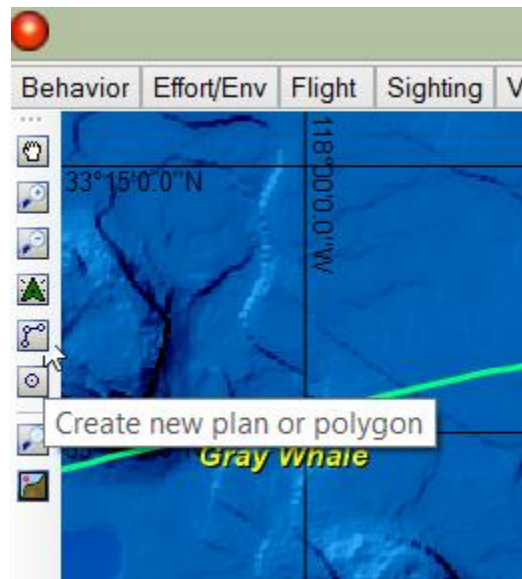 Behavior Effort/Env Flight Sighting V
118°00'0.0"W
33°15'0.0"N
Create new plan or polygon
Gray Whale